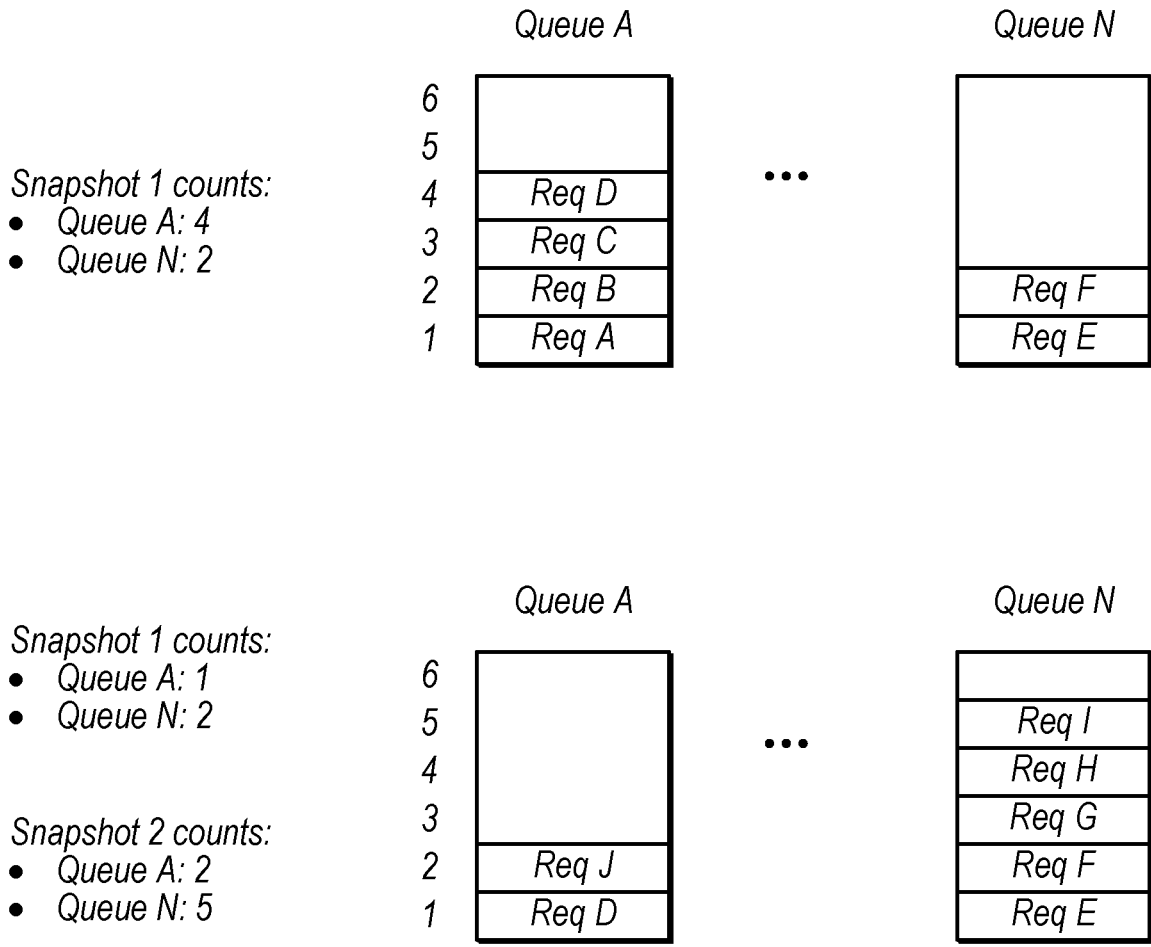 Queue A Queue N
6
5
Snapshot 1 counts:
4 Req D •••
• Queue A: 4
3 Req C
• Queue N: 2
2 Req B Req F
1 Req A Req E
Queue A Queue N
Snapshot 1 counts:
6
• Queue A: 1
5 Req I
• Queue N: 2
•••
4 Req H
3 Req G
Snapshot 2 counts:
2 Req J Req F
• Queue A: 2
1 Req D Req E
• Queue N: 5